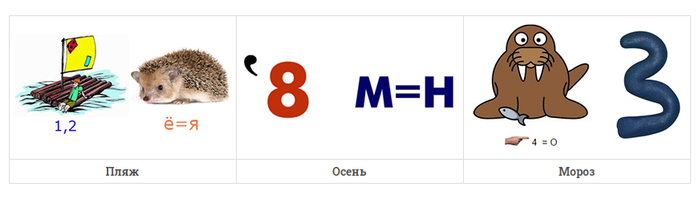 1,2
ё=я
‘8
м=н
4 = О
З
Пляж
Осень
Мороз